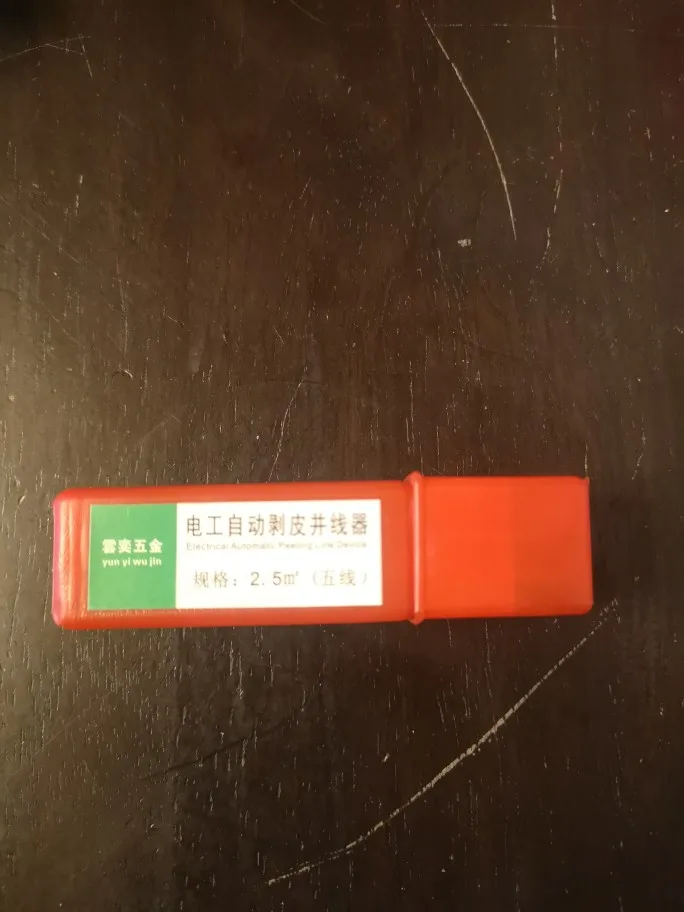 雲奕五金
yun yi wu jin
电工自动剥皮并线器
Electrical Automatic Peeling Line Device
规格：2.5㎡（五线）